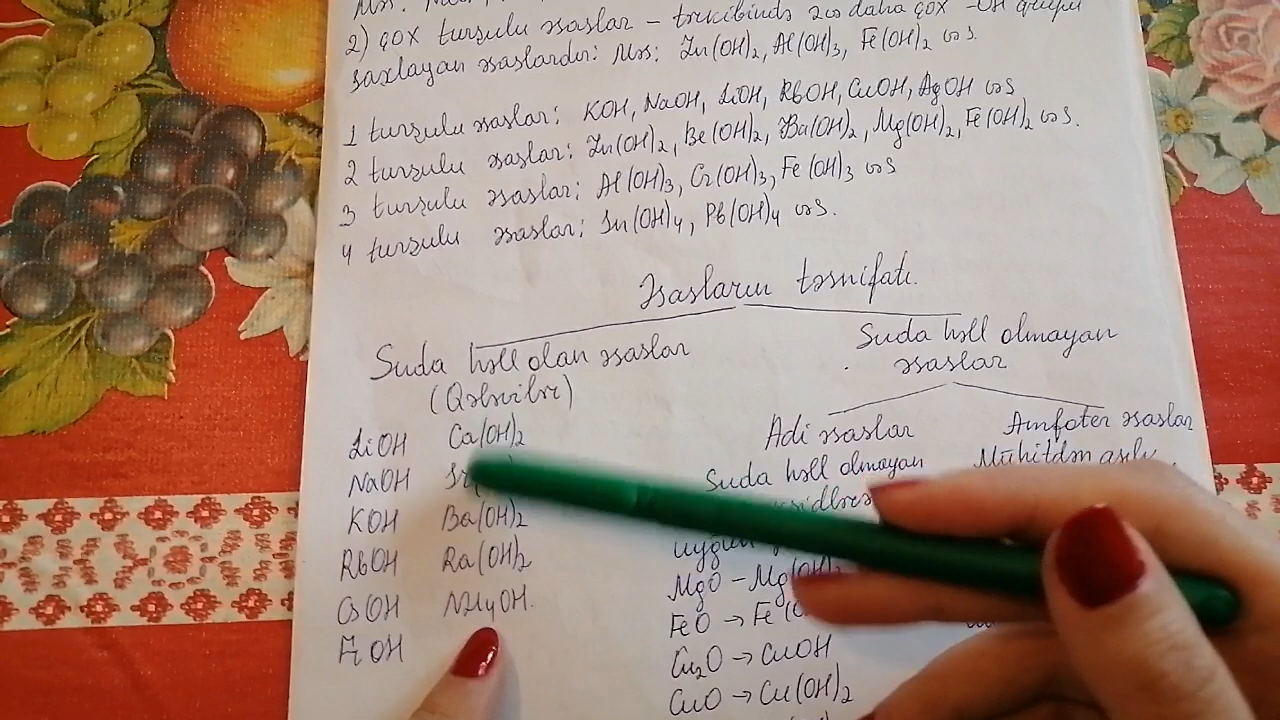 2) çox turşulu əsaslar – tərkibində 2 və daha çox –OH qrupu
saxlayan əsaslardır: Məs: Zn(OH)2, Al(OH)3, Fe(OH)2 və s.
1 turşulu əsaslar: KOH, NaOH, LiOH, RbOH, CuOH, AgOH və s
2 turşulu əsaslar: Zn(OH)2, Be(OH)2, Ba(OH)2, Mg(OH)2, Fe(OH)2 və s.
3 turşulu əsaslar: Al(OH)3, Cr(OH)3, Fe(OH)3 və s
4 turşulu əsaslar: Sn(OH)4, Pb(OH)4 və s.
Əsasların təsnifatı.
Suda həll olan əsaslar
(Qələvilər)
LiOH Ca(OH)2
NaOH Sr(
KOH Ba(OH)2
RbOH Ra(OH)2
CsOH NH4OH.
FrOH
Suda həll olmayan
əsaslar
Adi əsaslar
Suda həll olmayan
uyğun
MgO – Mg(OH)2
FeO → Fe(O
Cu2O → CuOH
CuO → Cu(OH)2
Amfoter əsaslar
Mühitdən asılı